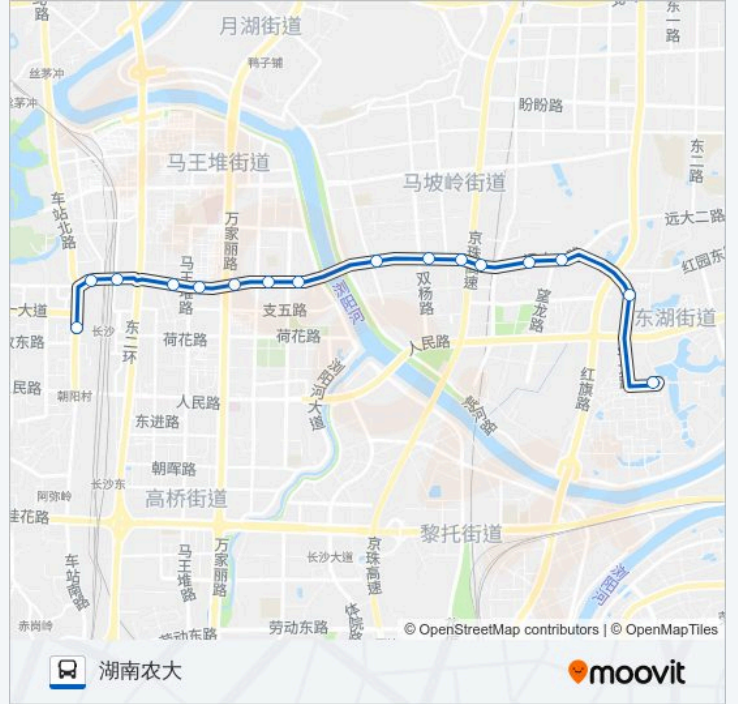 月湖街道
东一路
丝茅冲
鸭子铺
盼盼路
马王堆街道
马坡岭街道
东二路
车站北路
万家丽路
远大二路
京珠高速
红园东
马王堆路
双杨路
浏阳河
望龙路
一大道
支五路
东湖街道
长沙
东二环
荷花路
荷花路
人民路
东路
民路
朝阳村
浏阳河大道
红旗路
人民路
东进路
朝晖路
长沙东
高桥街道
阿弥岭
桂花路
黎托街道
车站南路
马王堆路
万家丽路
长沙大道
京珠高速
浏阳河
赤岗岭
劳动东路
劳动东路
体院路
© OpenStreetMap contributors | © OpenMapTiles
湖南农大
moovit